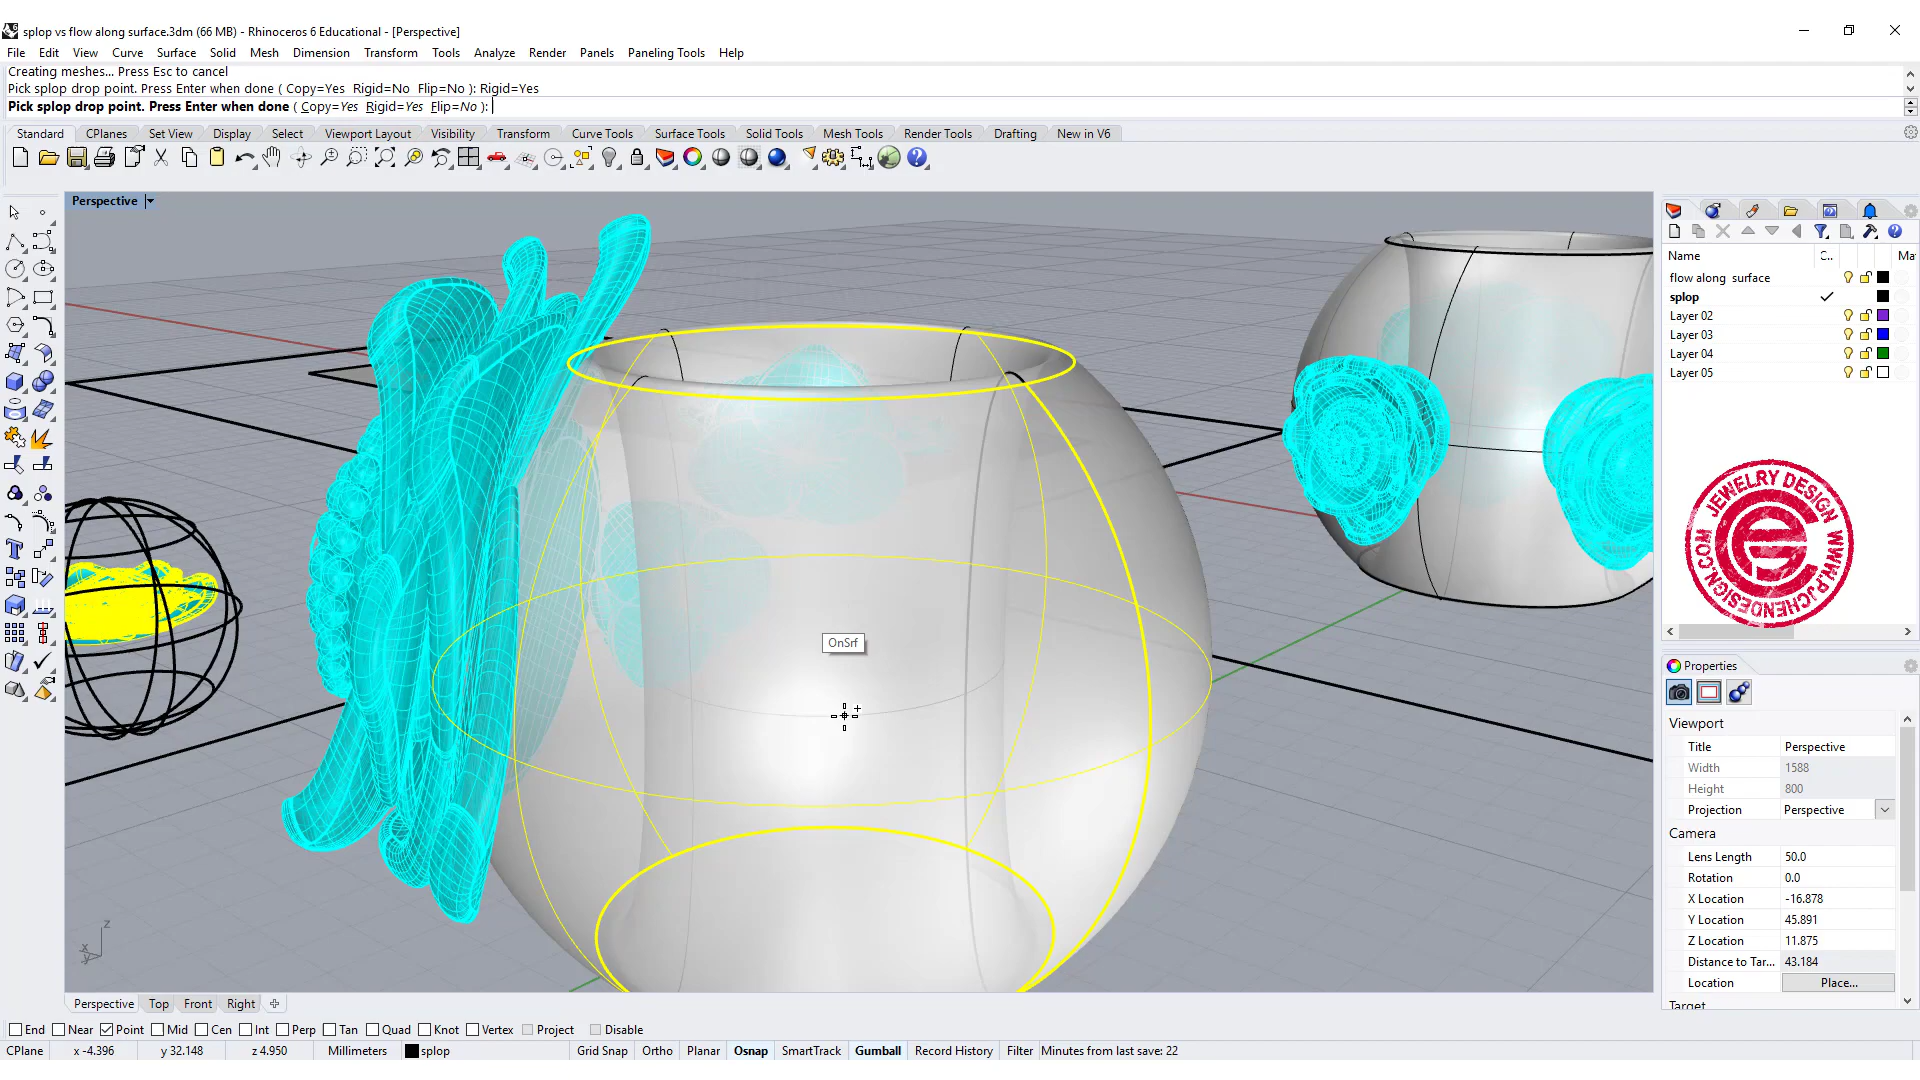 splop vs flow along surface.3dm (66 MB) - Rhinoceros 6 Educational - [Perspective]
File Edit View Curve Surface Solid Mesh Dimension Transform Tools Analyze Render Panels Paneling Tools Help
Creating meshes... Press Esc to cancel
Pick splop drop point. Press Enter when done ( Copy=Yes Rigid=No Flip=No ): Rigid=Yes
Pick splop drop point. Press Enter when done ( Copy=Yes Rigid=Yes Flip=No ):
Standard CPlanes Set View Display Select Viewport Layout Visibility Transform Curve Tools Surface Tools Solid Tools Mesh Tools Render Tools Drafting New in V6
Perspective
Name C.. Ma
flow along surface
splop
Layer 02
Layer 03
Layer 04
Layer 05
JEWELRY DESIGN WWW.PJCHENDESIGN.COM
OnSrf
z
x
y
Properties
Viewport
Title Perspective
Width 1588
Height 800
Projection Perspective
Camera
Lens Length 50.0
Rotation 0.0
X Location -16.878
Y Location 45.891
Z Location 11.875
Distance to Tar... 43.184
Location Place...
Target
Perspective Top Front Right
End Near Point Mid Cen Int Perp Tan Quad Knot Vertex Project Disable
CPlane x -4.396 y 32.148 z 4.950 Millimeters splop Grid Snap Ortho Planar Osnap SmartTrack Gumball Record History Filter Minutes from last save: 22